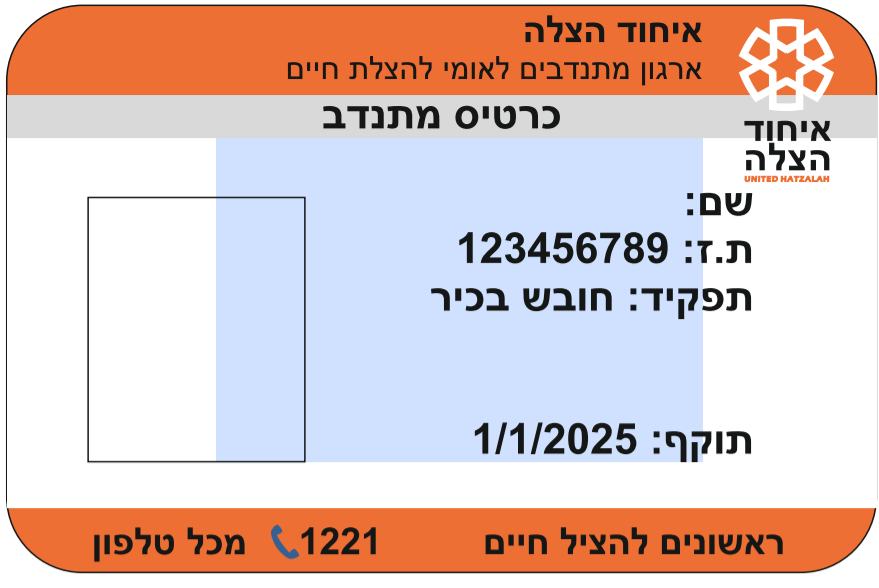 איחוד הצלה
ארגון מתנדבים לאומי להצלת חיים
כרטיס מתנדב
איחוד
הצלה
UNITED HATZALAH
שם:
ת.ז: 123456789
תפקיד: חובש בכיר
תוקף: 1/1/2025
ראשונים להציל חיים
1221 מכל טלפון